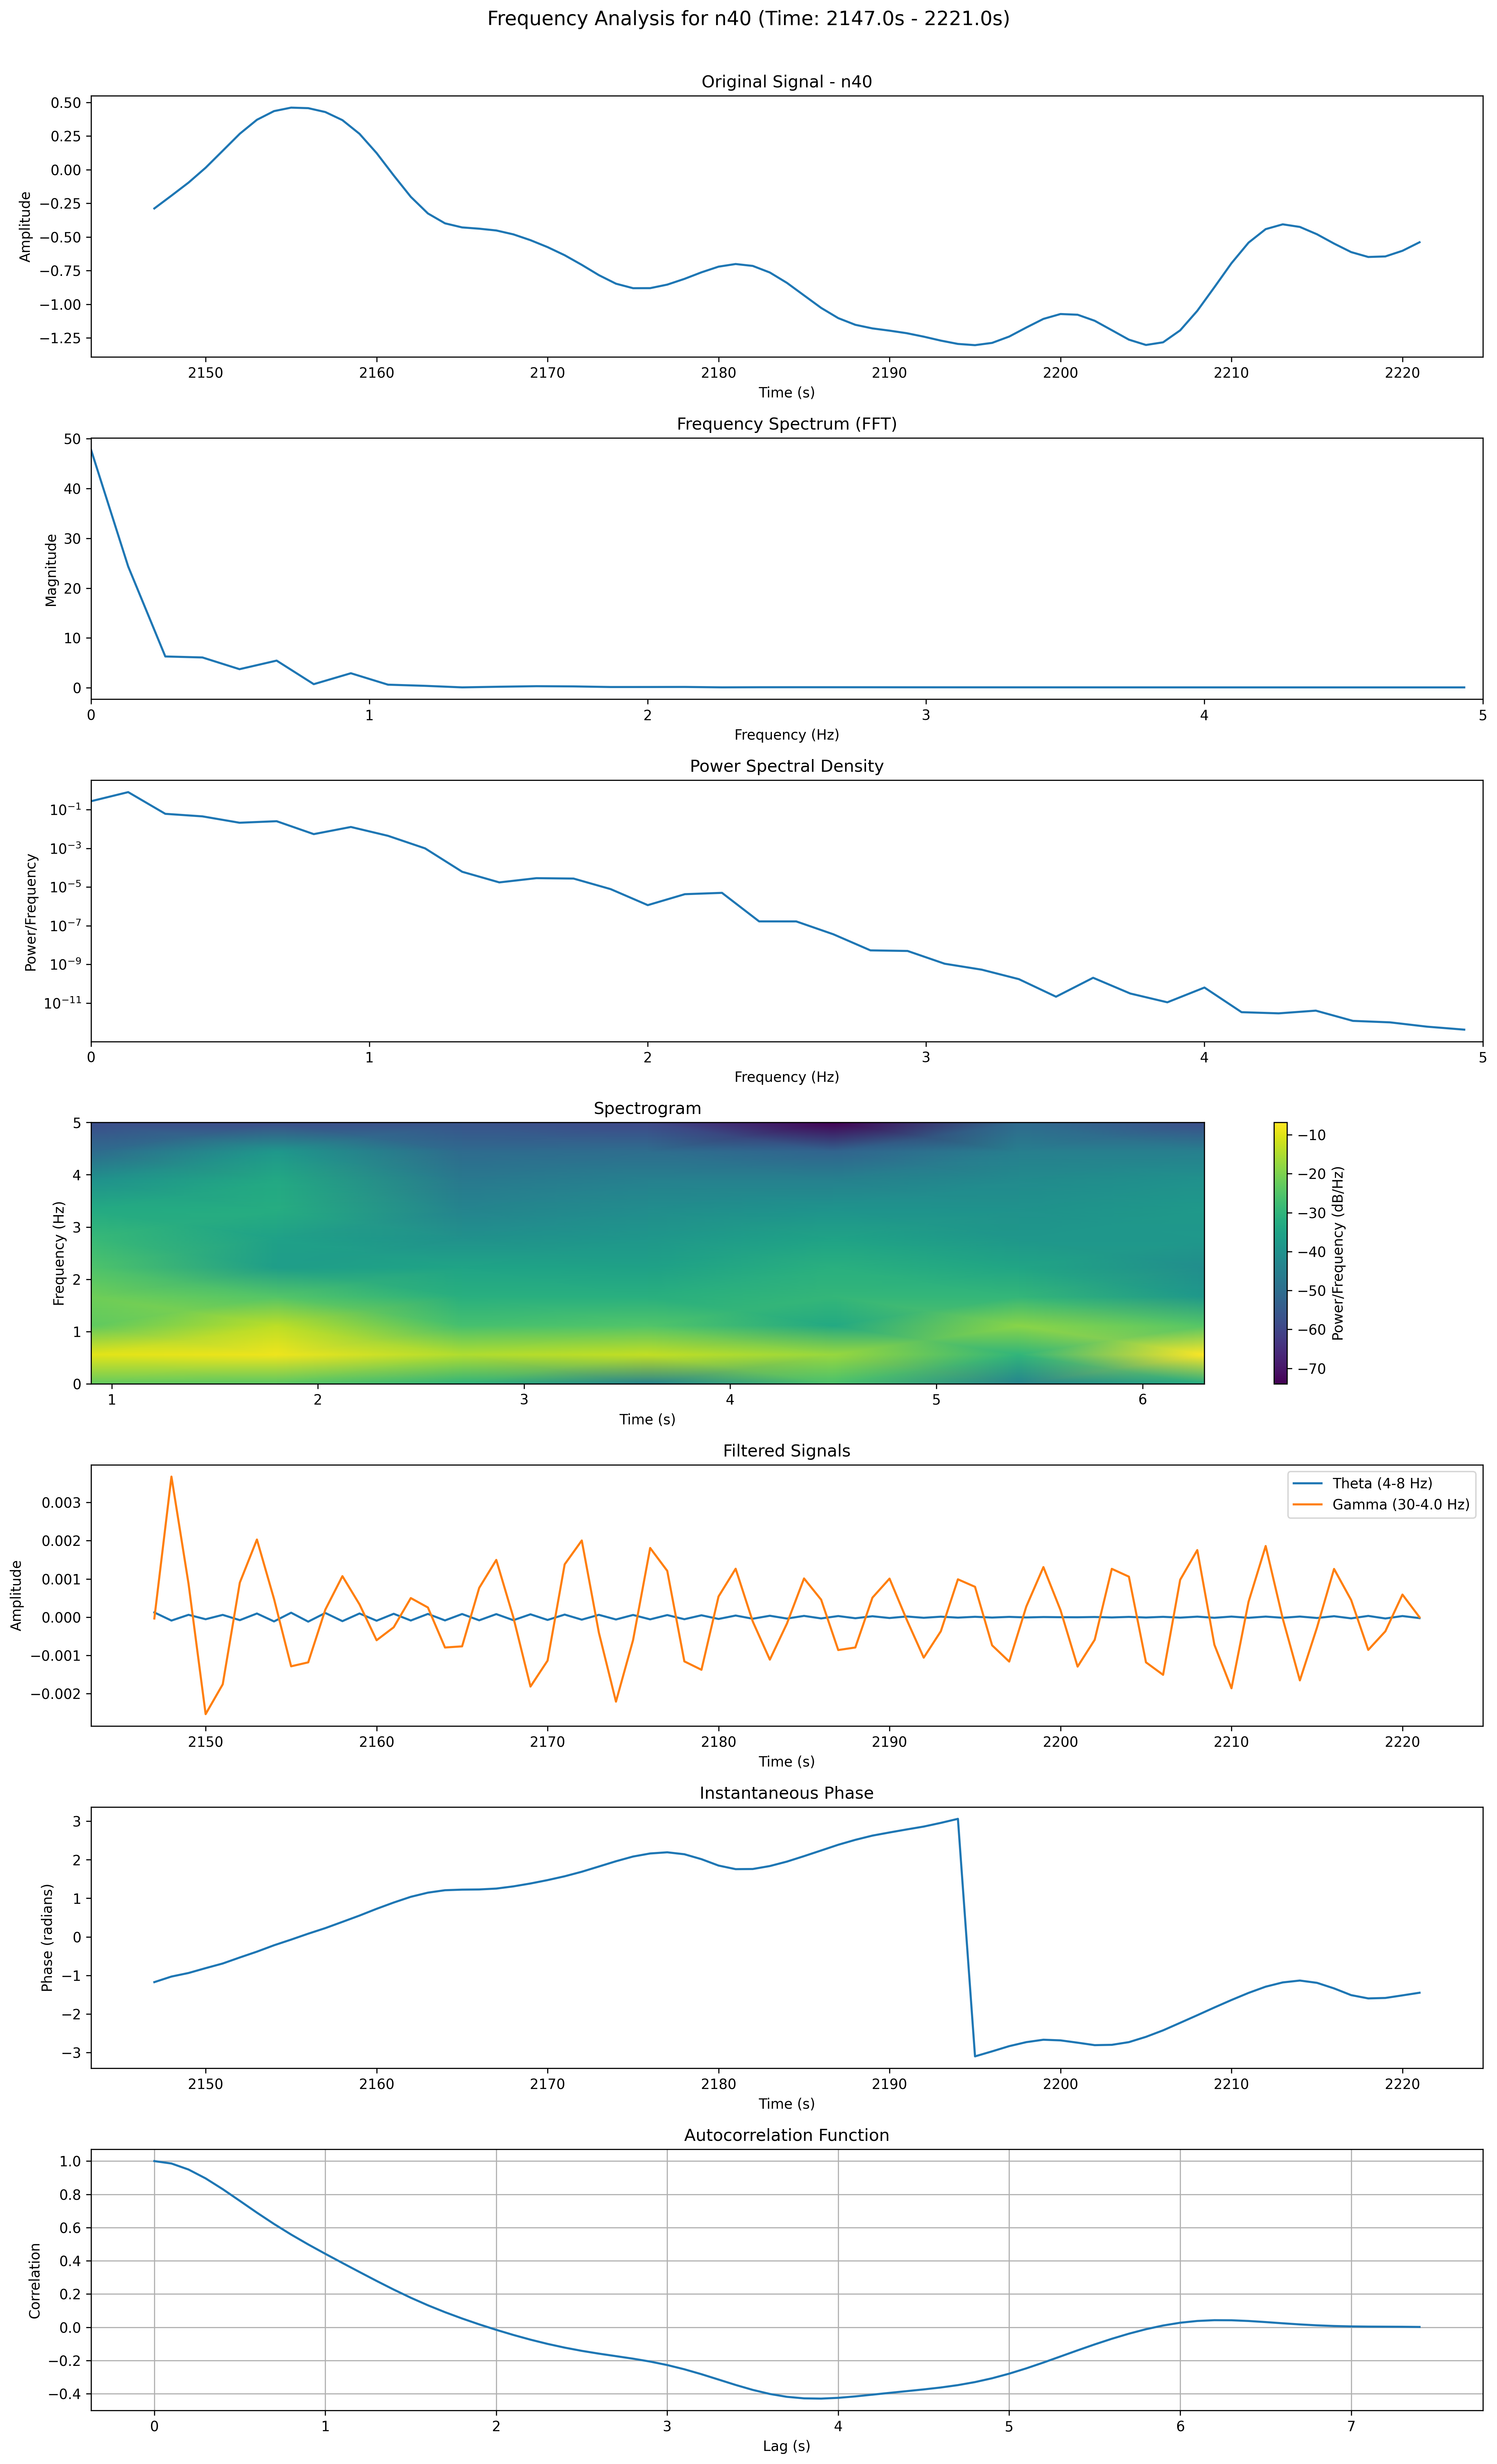 Frequency Analysis for n40 (Time: 2147.0s - 2221.0s)
Original Signal - n40
Amplitude
0.50
0.25
0.00
−0.25
−0.50
−0.75
−1.00
−1.25
2150 2160 2170 2180 2190 2200 2210 2220
Time (s)
Frequency Spectrum (FFT)
Magnitude
50
40
30
20
10
0
0 1 2 3 4 5
Frequency (Hz)
Power Spectral Density
Power/Frequency
10⁻¹
10⁻³
10⁻⁵
10⁻⁷
10⁻⁹
10⁻¹¹
0 1 2 3 4 5
Frequency (Hz)
Spectrogram
Frequency (Hz)
5
4
3
2
1
0
1 2 3 4 5 6
Time (s)
−10
−20
−30
−40
−50
−60
−70
Power/Frequency (dB/Hz)
Filtered Signals
Amplitude
0.003
0.002
0.001
0.000
−0.001
−0.002
Theta (4-8 Hz)
Gamma (30-4.0 Hz)
2150 2160 2170 2180 2190 2200 2210 2220
Time (s)
Instantaneous Phase
Phase (radians)
3
2
1
0
−1
−2
−3
2150 2160 2170 2180 2190 2200 2210 2220
Time (s)
Autocorrelation Function
Correlation
1.0
0.8
0.6
0.4
0.2
0.0
−0.2
−0.4
0 1 2 3 4 5 6 7
Lag (s)